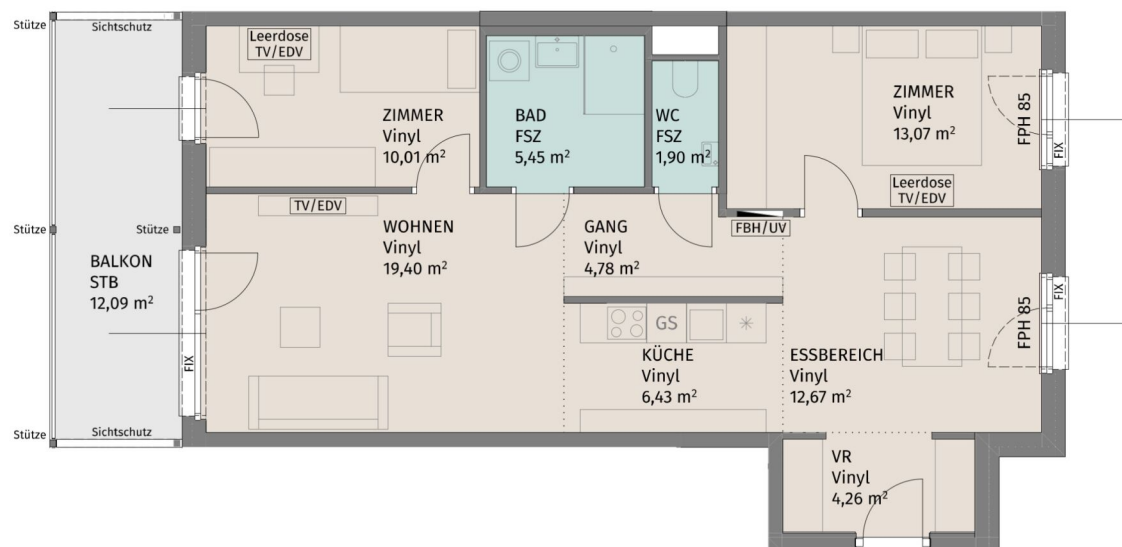 Stütze
Sichtschutz
Leerdose
TV/EDV
ZIMMER
Vinyl
10,01 m²
BAD
FSZ
5,45 m²
WC
FSZ
1,90 m²
ZIMMER
Vinyl
13,07 m²
FPH 85
FIX
Leerdose
TV/EDV
TV/EDV
Stütze
Stütze
BALKON
STB
12,09 m²
WOHNEN
Vinyl
19,40 m²
GANG
Vinyl
4,78 m²
FBH/UV
FIX
GS
KÜCHE
Vinyl
6,43 m²
ESSBEREICH
Vinyl
12,67 m²
FPH 85
FIX
Stütze
Sichtschutz
VR
Vinyl
4,26 m²